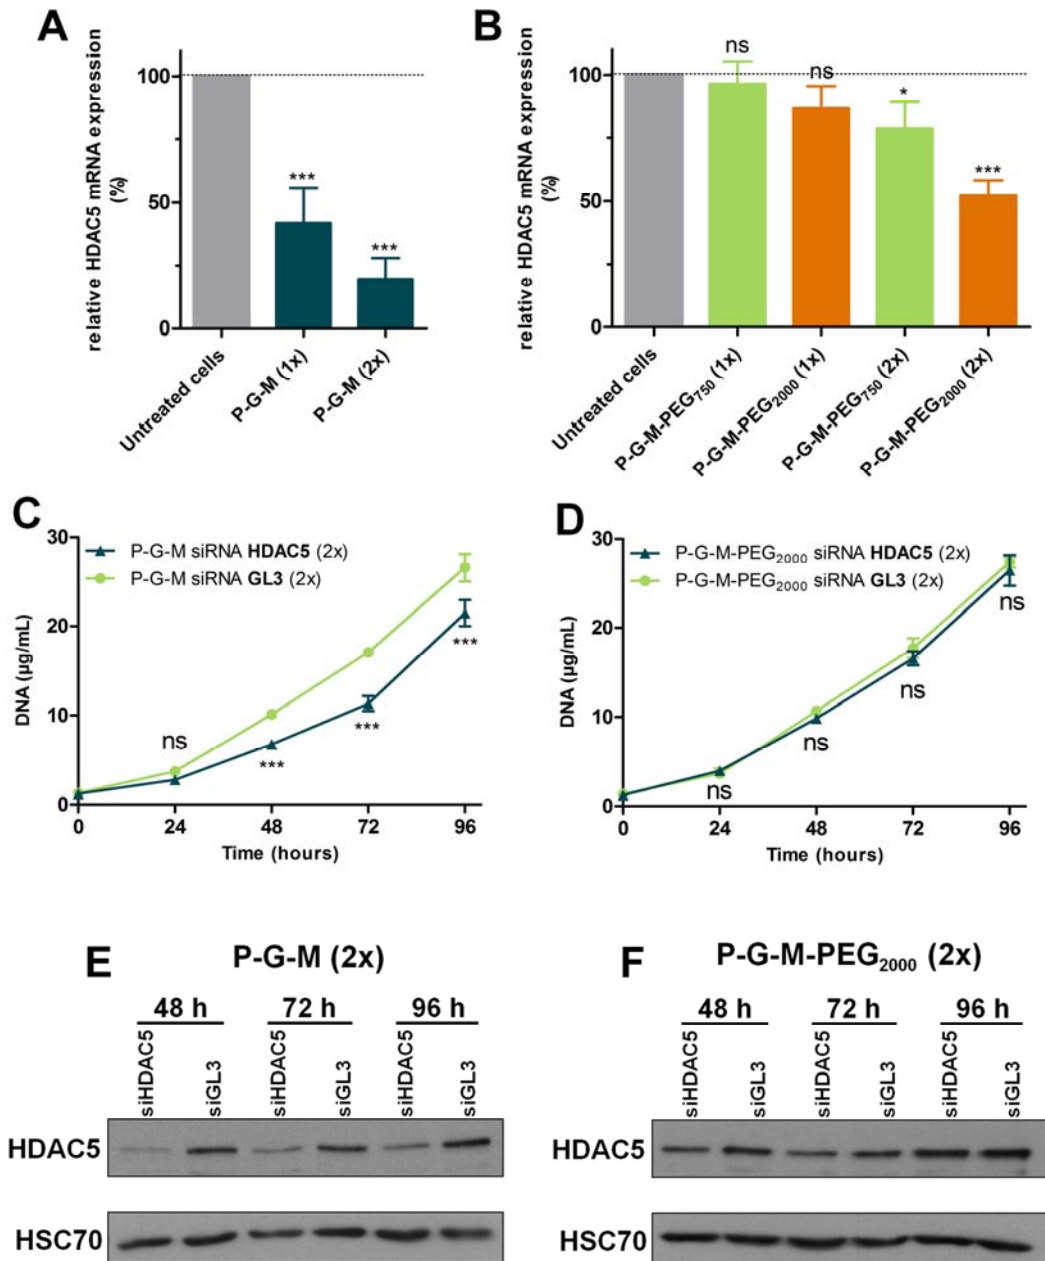 A
relative HDAC5 mRNA expression
(%)
100
50
0
***
***
Untreated cells
P-G-M (1x)
P-G-M (2x)
B
relative HDAC5 mRNA expression
(%)
100
50
0
ns
ns
*
***
Untreated cells
P-G-M-PEG₇₅₀ (1x)
P-G-M-PEG₂₀₀₀ (1x)
P-G-M-PEG₇₅₀ (2x)
P-G-M-PEG₂₀₀₀ (2x)
C
P-G-M siRNA HDAC5 (2x)
P-G-M siRNA GL3 (2x)
DNA (µg/mL)
30
20
10
0
ns
***
***
***
0 24 48 72 96
Time (hours)
D
P-G-M-PEG₂₀₀₀ siRNA HDAC5 (2x)
P-G-M-PEG₂₀₀₀ siRNA GL3 (2x)
DNA (µg/mL)
30
20
10
0
ns
ns
ns
ns
0 24 48 72 96
Time (hours)
E
P-G-M (2x)
48 h 72 h 96 h
siHDAC5 siGL3 siHDAC5 siGL3 siHDAC5 siGL3
HDAC5
HSC70
F
P-G-M-PEG₂₀₀₀ (2x)
48 h 72 h 96 h
siHDAC5 siGL3 siHDAC5 siGL3 siHDAC5 siGL3
HDAC5
HSC70